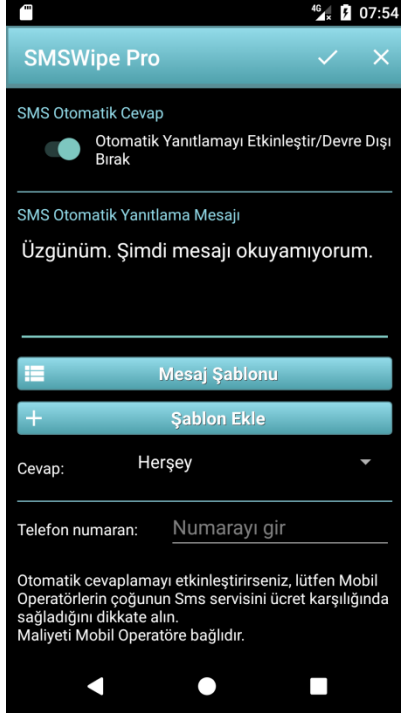 4G 07:54
SMSWipe Pro
SMS Otomatik Cevap
Otomatik Yanıtlamayı Etkinleştir/Devre Dışı
Bırak
SMS Otomatik Yanıtlama Mesajı
Üzgünüm. Şimdi mesajı okuyamıyorum.
Mesaj Şablonu
Şablon Ekle
Cevap: Herşey
Telefon numaran: Numarayı gir
Otomatik cevaplamayı etkinleştirirseniz, lütfen Mobil
Operatörlerin çoğunun Sms servisini ücret karşılığında
sağladığını dikkate alın.
Maliyeti Mobil Operatöre bağlıdır.